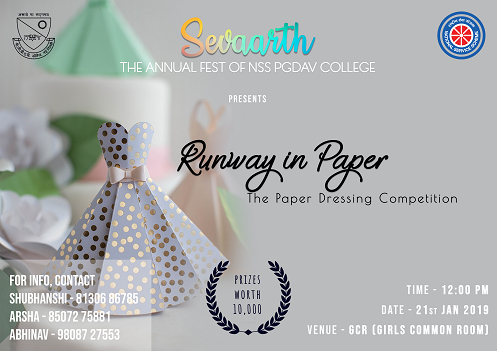 Sevaarth
THE ANNUAL FEST OF NSS PGDAV COLLEGE
PRESENTS
Runway in Paper
The Paper Dressing Competition
PRIZES
WORTH
10,000
FOR INFO, CONTACT
SHUBHANSHI - 81306 86785
ARSHA - 85072 75881
ABHINAV - 98087 27553
TIME - 12:00 PM
DATE - 21ST JAN 2019
VENUE - GCR (GIRLS COMMON ROOM)